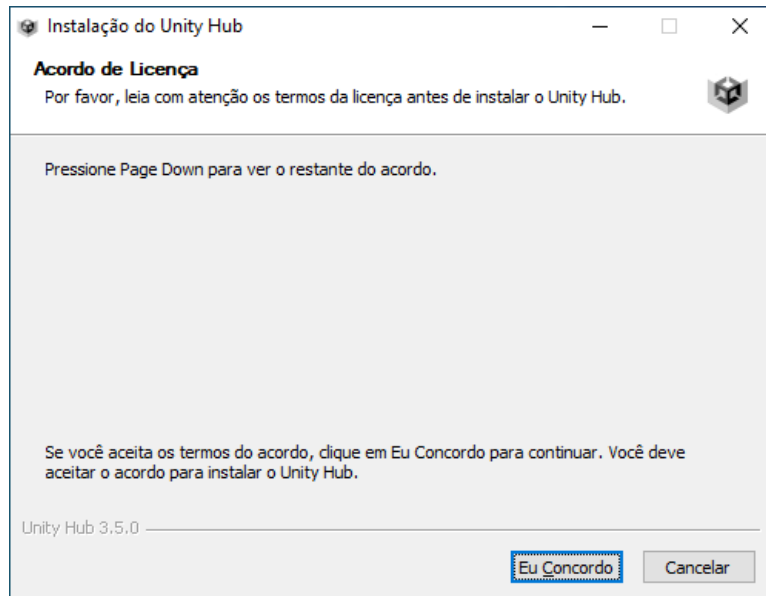 Instalação do Unity Hub
Acordo de Licença
Por favor, leia com atenção os termos da licença antes de instalar o Unity Hub.
Pressione Page Down para ver o restante do acordo.
Se você aceita os termos do acordo, clique em Eu Concordo para continuar. Você deve
aceitar o acordo para instalar o Unity Hub.
Unity Hub 3.5.0
Eu Concordo Cancelar